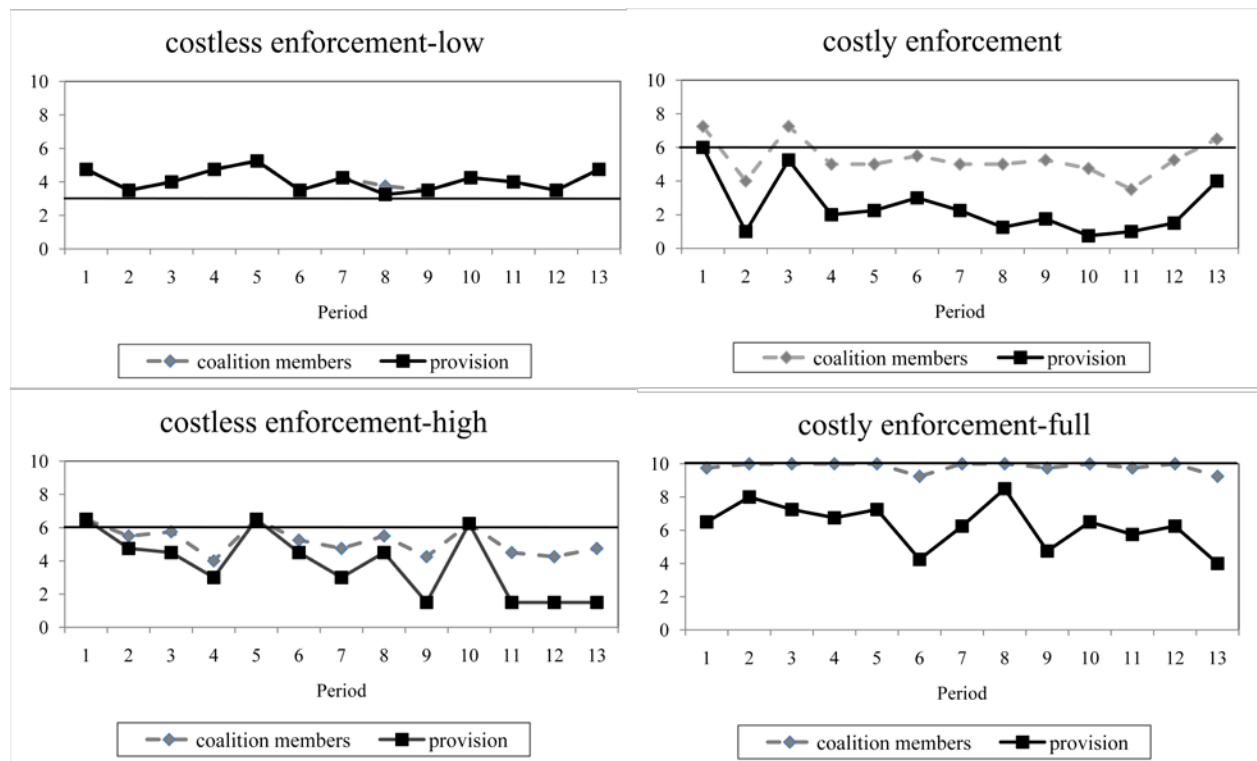 costless enforcement-low
10
8
6
4
2
0
1 2 3 4 5 6 7 8 9 10 11 12 13
Period
coalition members provision
costly enforcement
10
8
6
4
2
0
1 2 3 4 5 6 7 8 9 10 11 12 13
Period
coalition members provision
costless enforcement-high
10
8
6
4
2
0
1 2 3 4 5 6 7 8 9 10 11 12 13
Period
coalition members provision
costly enforcement-full
10
8
6
4
2
0
1 2 3 4 5 6 7 8 9 10 11 12 13
Period
coalition members provision